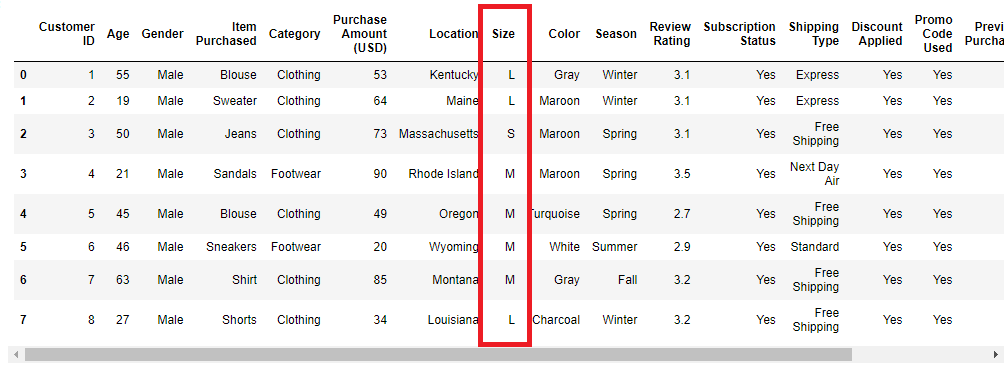 Customer ID Age Gender Item Purchased Category Purchase Amount (USD) Location Size Color Season Review Rating Subscription Status Shipping Type Discount Applied Promo Code Used Previ Purcha
0 1 55 Male Blouse Clothing 53 Kentucky L Gray Winter 3.1 Yes Express Yes Yes
1 2 19 Male Sweater Clothing 64 Maine L Maroon Winter 3.1 Yes Express Yes Yes
2 3 50 Male Jeans Clothing 73 Massachusetts S Maroon Spring 3.1 Yes Free Shipping Yes Yes
3 4 21 Male Sandals Footwear 90 Rhode Island M Maroon Spring 3.5 Yes Next Day Air Yes Yes
4 5 45 Male Blouse Clothing 49 Oregon M Turquoise Spring 2.7 Yes Free Shipping Yes Yes
5 6 46 Male Sneakers Footwear 20 Wyoming M White Summer 2.9 Yes Standard Yes Yes
6 7 63 Male Shirt Clothing 85 Montana M Gray Fall 3.2 Yes Free Shipping Yes Yes
7 8 27 Male Shorts Clothing 34 Louisiana L Charcoal Winter 3.2 Yes Free Shipping Yes Yes